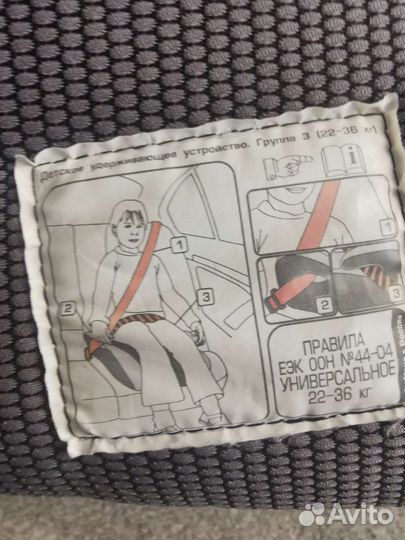 Детское удерживающее устройство. Группа 3 (22-36 кг)
i
1
2
3
1
2
3
ПРАВИЛА
ЕЭК ООН №44-04
УНИВЕРСАЛЬНОЕ
22-36 кг
Avito